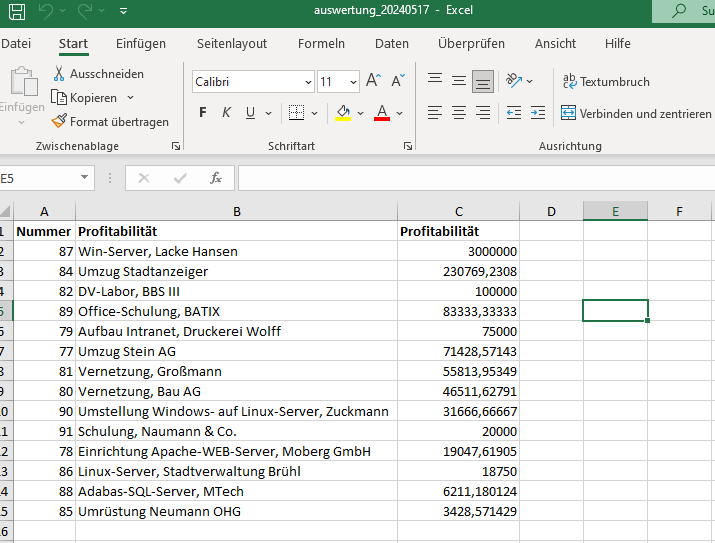 auswertung_20240517 - Excel
Su
Datei Start Einfügen Seitenlayout Formeln Daten Überprüfen Ansicht Hilfe
Ausschneiden
Einfügen Kopieren
Format übertragen
Zwischenablage
Calibri 11 A A
F K U A
Schriftart
ab Textumbruch
Verbinden und zentrieren
Ausrichtung
E5 fx
A B C D E F
1 Nummer Profitabilität Profitabilität
2 87 Win-Server, Lacke Hansen 3000000
3 84 Umzug Stadtanzeiger 230769,2308
4 82 DV-Labor, BBS III 100000
5 89 Office-Schulung, BATIX 83333,33333
6 79 Aufbau Intranet, Druckerei Wolff 75000
7 77 Umzug Stein AG 71428,57143
8 81 Vernetzung, Großmann 55813,95349
9 80 Vernetzung, Bau AG 46511,62791
10 90 Umstellung Windows- auf Linux-Server, Zuckmann 31666,66667
11 91 Schulung, Naumann & Co. 20000
12 78 Einrichtung Apache-WEB-Server, Moberg GmbH 19047,61905
13 86 Linux-Server, Stadtverwaltung Brühl 18750
14 88 Adabas-SQL-Server, MTech 6211,180124
15 85 Umrüstung Neumann OHG 3428,571429
16